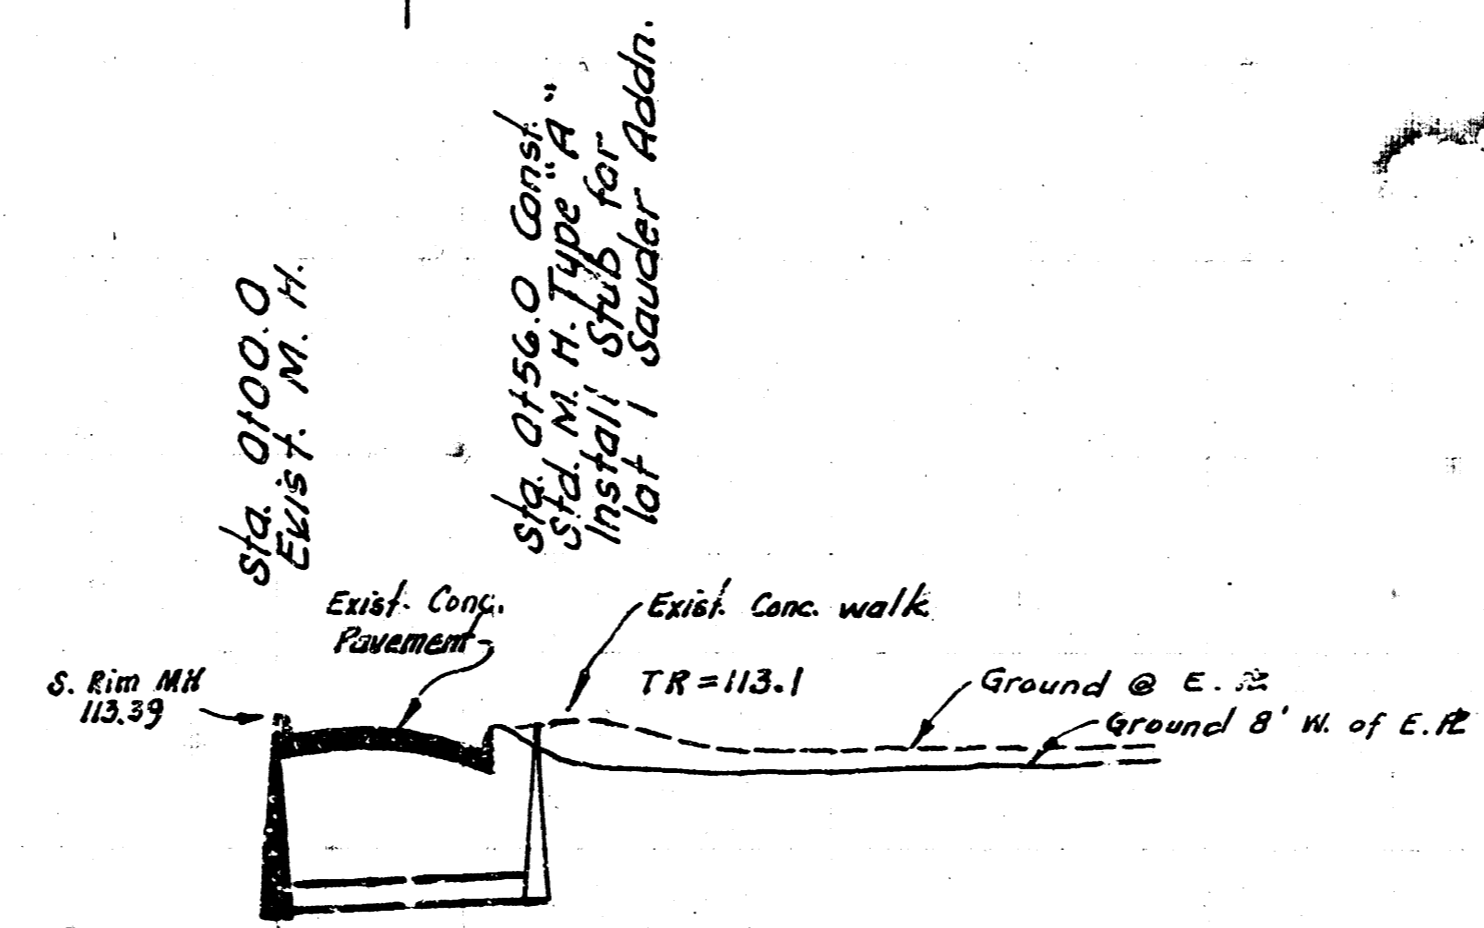 Sta. 0+00.0
Exist. M. H.
Sta. 0+56.0 Const.
Std. M. H. Type "A"
Install Stub for
lot 1 Sauder Addn.
Exist. Conc.
Pavement
Exist. Conc. walk
S. Rim MH
113.39
TR = 113.1
Ground @ E.
Ground 8' W. of E. PL